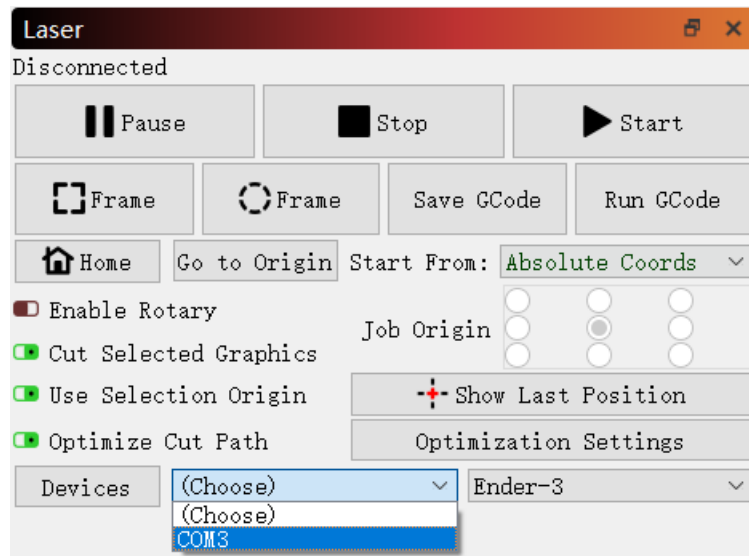 Laser
Disconnected
Pause Stop Start
Frame Frame Save GCode Run GCode
Home Go to Origin Start From: Absolute Coords
Enable Rotary
Job Origin
Cut Selected Graphics
Use Selection Origin Show Last Position
Optimize Cut Path Optimization Settings
Devices (Choose) Ender-3
(Choose)
COM3